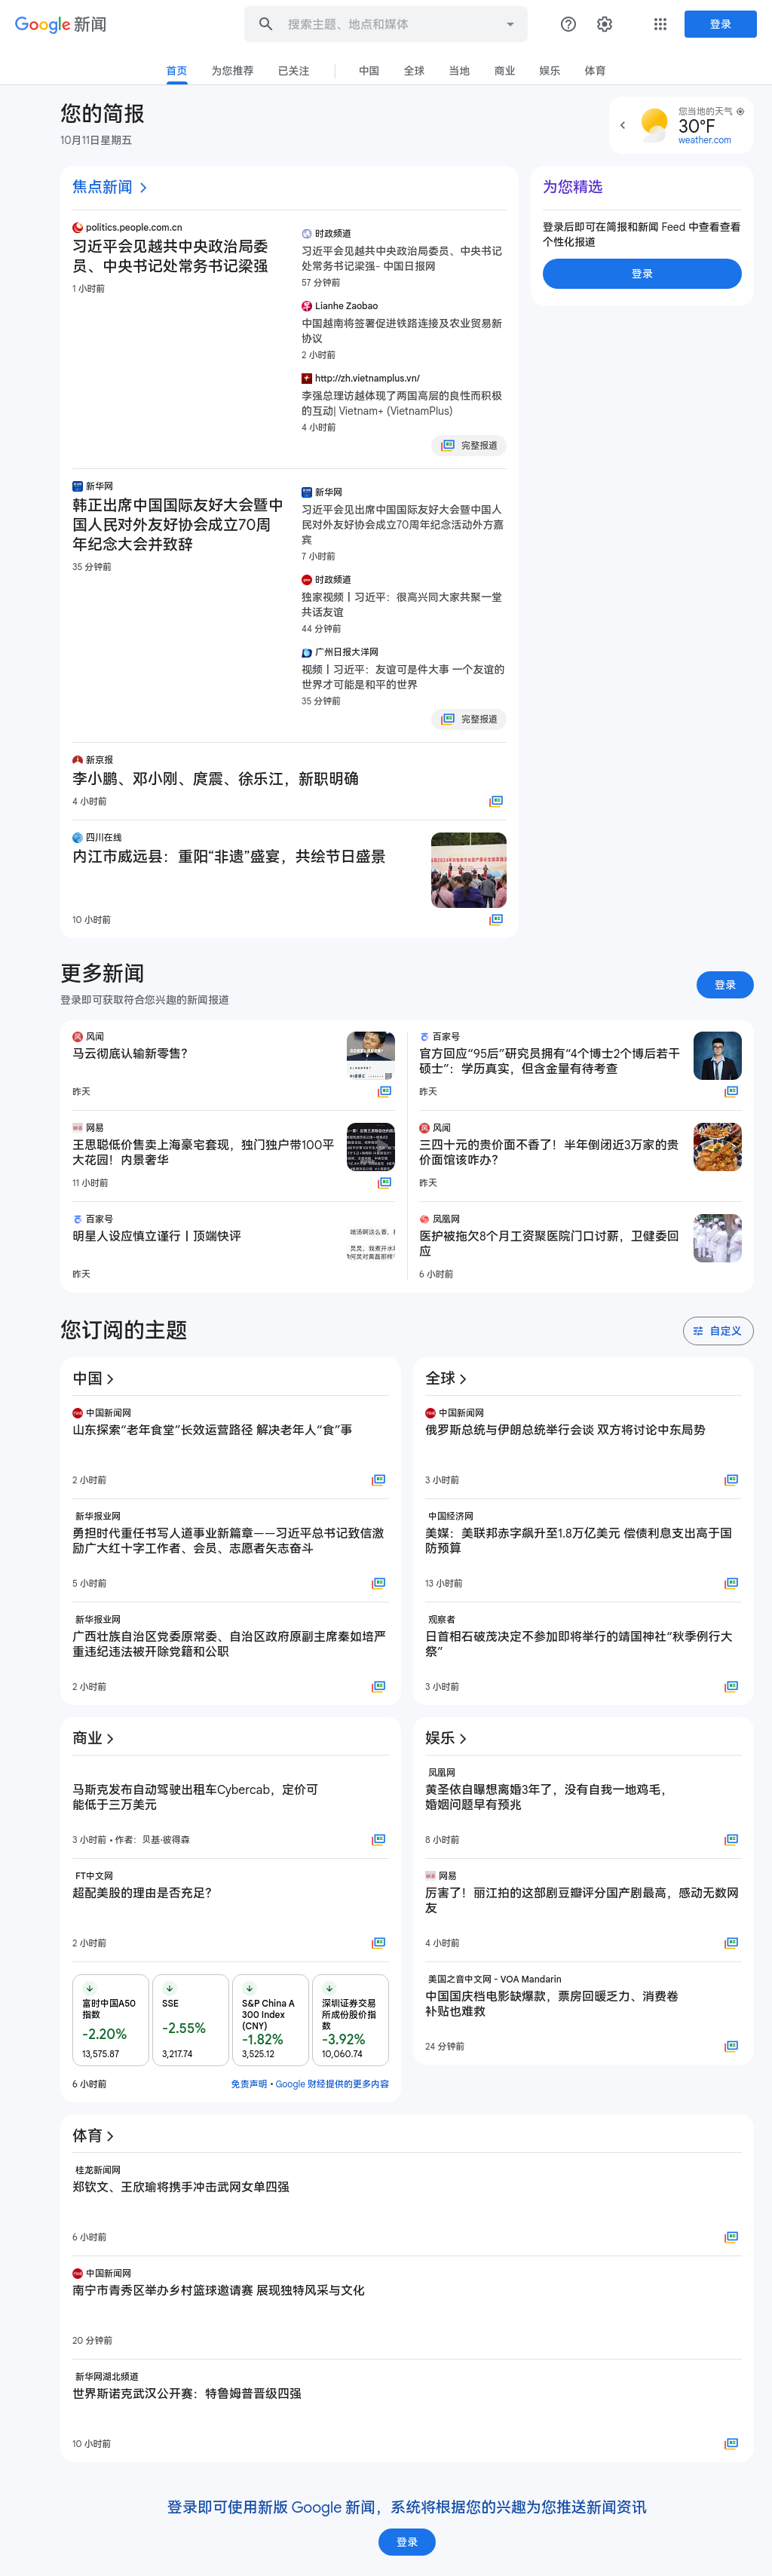 Google 新闻
搜索主题、地点和媒体
登录
首页
为您推荐
已关注
中国
全球
当地
商业
娱乐
体育
您的简报
10月11日星期五
您当地的天气
30°F
weather.com
焦点新闻
politics.people.com.cn
习近平会见越共中央政治局委
员、中央书记处常务书记梁强
1 小时前
时政频道
习近平会见越共中央政治局委员、中央书记
处常务书记梁强- 中国日报网
57 分钟前
Lianhe Zaobao
中国越南将签署促进铁路连接及农业贸易新
协议
2 小时前
http://zh.vietnamplus.vn/
李强总理访越体现了两国高层的良性而积极
的互动| Vietnam+ (VietnamPlus)
4 小时前
完整报道
为您精选
登录后即可在简报和新闻 Feed 中查看查看
个性化报道
登录
新华网
韩正出席中国国际友好大会暨中
国人民对外友好协会成立70周
年纪念大会并致辞
35 分钟前
新华网
习近平会见出席中国国际友好大会暨中国人
民对外友好协会成立70周年纪念活动外方嘉
宾
7 小时前
时政频道
独家视频丨习近平：很高兴同大家共聚一堂
共话友谊
44 分钟前
广州日报大洋网
视频丨习近平：友谊可是件大事 一个友谊的
世界才可能是和平的世界
35 分钟前
完整报道
新京报
李小鹏、邓小刚、庹震、徐乐江，新职明确
4 小时前
四川在线
内江市威远县：重阳“非遗”盛宴，共绘节日盛景
10 小时前
更多新闻
登录即可获取符合您兴趣的新闻报道
登录
风闻
马云彻底认输新零售？
昨天
百家号
官方回应“95后”研究员拥有“4个博士2个博后若干
硕士”：学历真实，但含金量有待考查
昨天
网易
王思聪低价售卖上海豪宅套现，独门独户带100平
大花园！内景奢华
11 小时前
风闻
三四十元的贵价面不香了！半年倒闭近3万家的贵
价面馆该咋办？
昨天
百家号
明星人设应慎立谨行丨顶端快评
昨天
凤凰网
医护被拖欠8个月工资聚医院门口讨薪，卫健委回
应
6 小时前
您订阅的主题
自定义
中国
中国新闻网
山东探索“老年食堂”长效运营路径 解决老年人“食”事
2 小时前
新华报业网
勇担时代重任书写人道事业新篇章——习近平总书记致信激
励广大红十字工作者、会员、志愿者矢志奋斗
5 小时前
新华报业网
广西壮族自治区党委原常委、自治区政府原副主席秦如培严
重违纪违法被开除党籍和公职
2 小时前
全球
中国新闻网
俄罗斯总统与伊朗总统举行会谈 双方将讨论中东局势
3 小时前
中国经济网
美媒：美联邦赤字飙升至1.8万亿美元 偿债利息支出高于国
防预算
13 小时前
观察者
日首相石破茂决定不参加即将举行的靖国神社“秋季例行大
祭”
3 小时前
商业
马斯克发布自动驾驶出租车Cybercab，定价可
能低于三万美元
3 小时前 • 作者：贝基·彼得森
FT中文网
超配美股的理由是否充足？
2 小时前
富时中国A50
指数
-2.20%
13,575.87
SSE
-2.55%
3,217.74
S&P China A
300 Index
(CNY)
-1.82%
3,525.12
深圳证券交易
所成份股价指
数
-3.92%
10,060.74
6 小时前
免责声明 • Google 财经提供的更多内容
娱乐
凤凰网
黄圣依自曝想离婚3年了，没有自我一地鸡毛，
婚姻问题早有预兆
8 小时前
网易
厉害了！丽江拍的这部剧豆瓣评分国产剧最高，感动无数网
友
4 小时前
美国之音中文网 - VOA Mandarin
中国国庆档电影缺爆款，票房回暖乏力、消费卷
补贴也难救
24 分钟前
体育
桂龙新闻网
郑钦文、王欣瑜将携手冲击武网女单四强
6 小时前
中国新闻网
南宁市青秀区举办乡村篮球邀请赛 展现独特风采与文化
20 分钟前
新华网湖北频道
世界斯诺克武汉公开赛：特鲁姆普晋级四强
10 小时前
登录即可使用新版 Google 新闻，系统将根据您的兴趣为您推送新闻资讯
登录